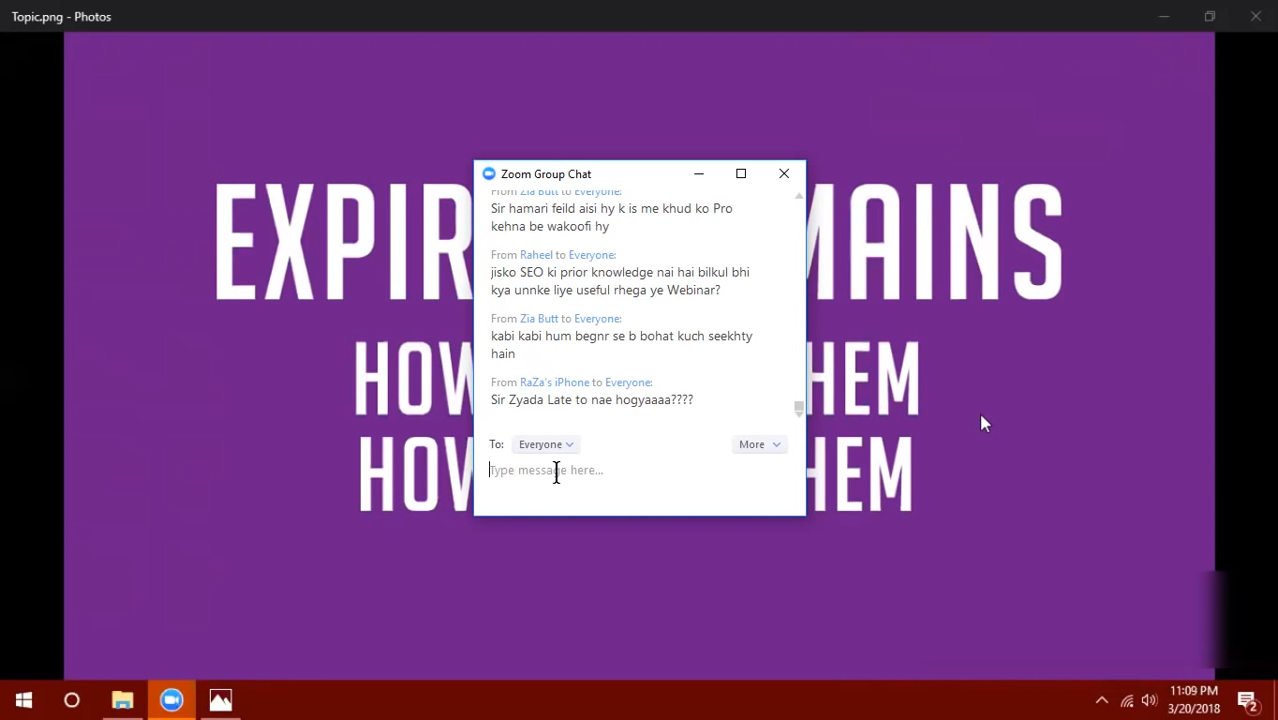 Topic.png - Photos
EXPIR
MAINS
HOW
HEM
HOW
HEM
Zoom Group Chat
From Zia Butt to Everyone:
Sir hamari feild aisi hy k is me khud ko Pro
kehna be wakoofi hy
From Raheel to Everyone:
jisko SEO ki prior knowledge nai hai bilkul bhi
kya unnke liye useful rhega ye Webinar?
From Zia Butt to Everyone:
kabi kabi hum begnr se b bohat kuch seekhty
hain
From RaZa's iPhone to Everyone:
Sir Zyada Late to nae hogyaaaa????
To: Everyone
More
Type message here...
11:09 PM
3/20/2018
2